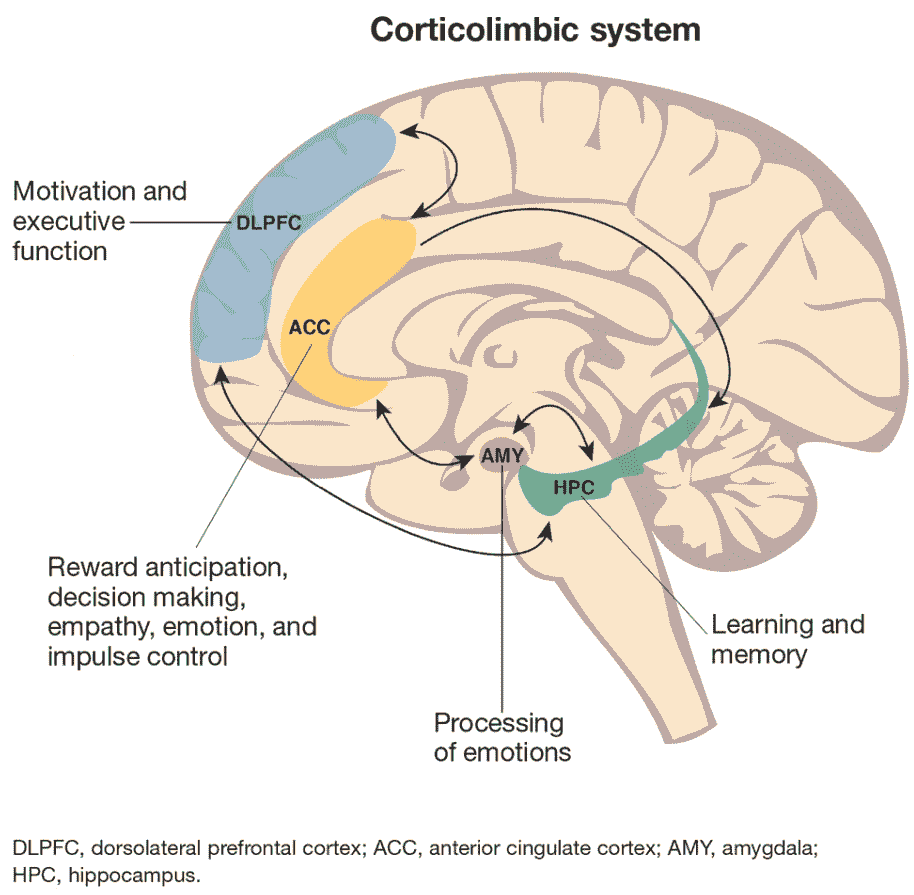 Corticolimbic system
Motivation and
executive
function
DLPFC
ACC
AMY
HPC
Reward anticipation,
decision making,
empathy, emotion, and
impulse control
Learning and
memory
Processing
of emotions
DLPFC, dorsolateral prefrontal cortex; ACC, anterior cingulate cortex; AMY, amygdala;
HPC, hippocampus.